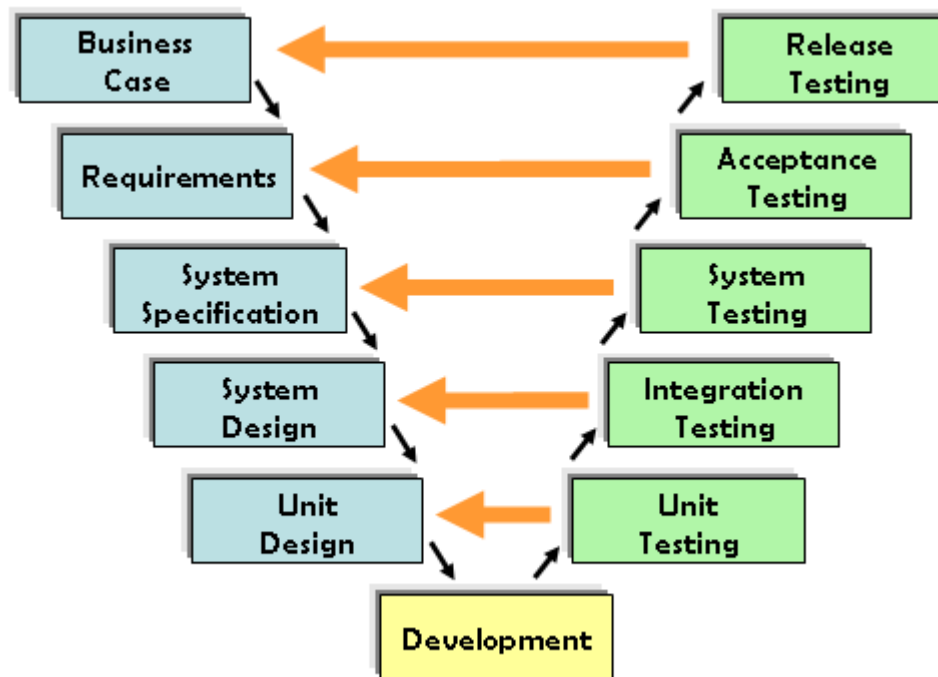 Business
Case
Release
Testing
Requirements
Acceptance
Testing
System
Specification
System
Testing
System
Design
Integration
Testing
Unit
Design
Unit
Testing
Development